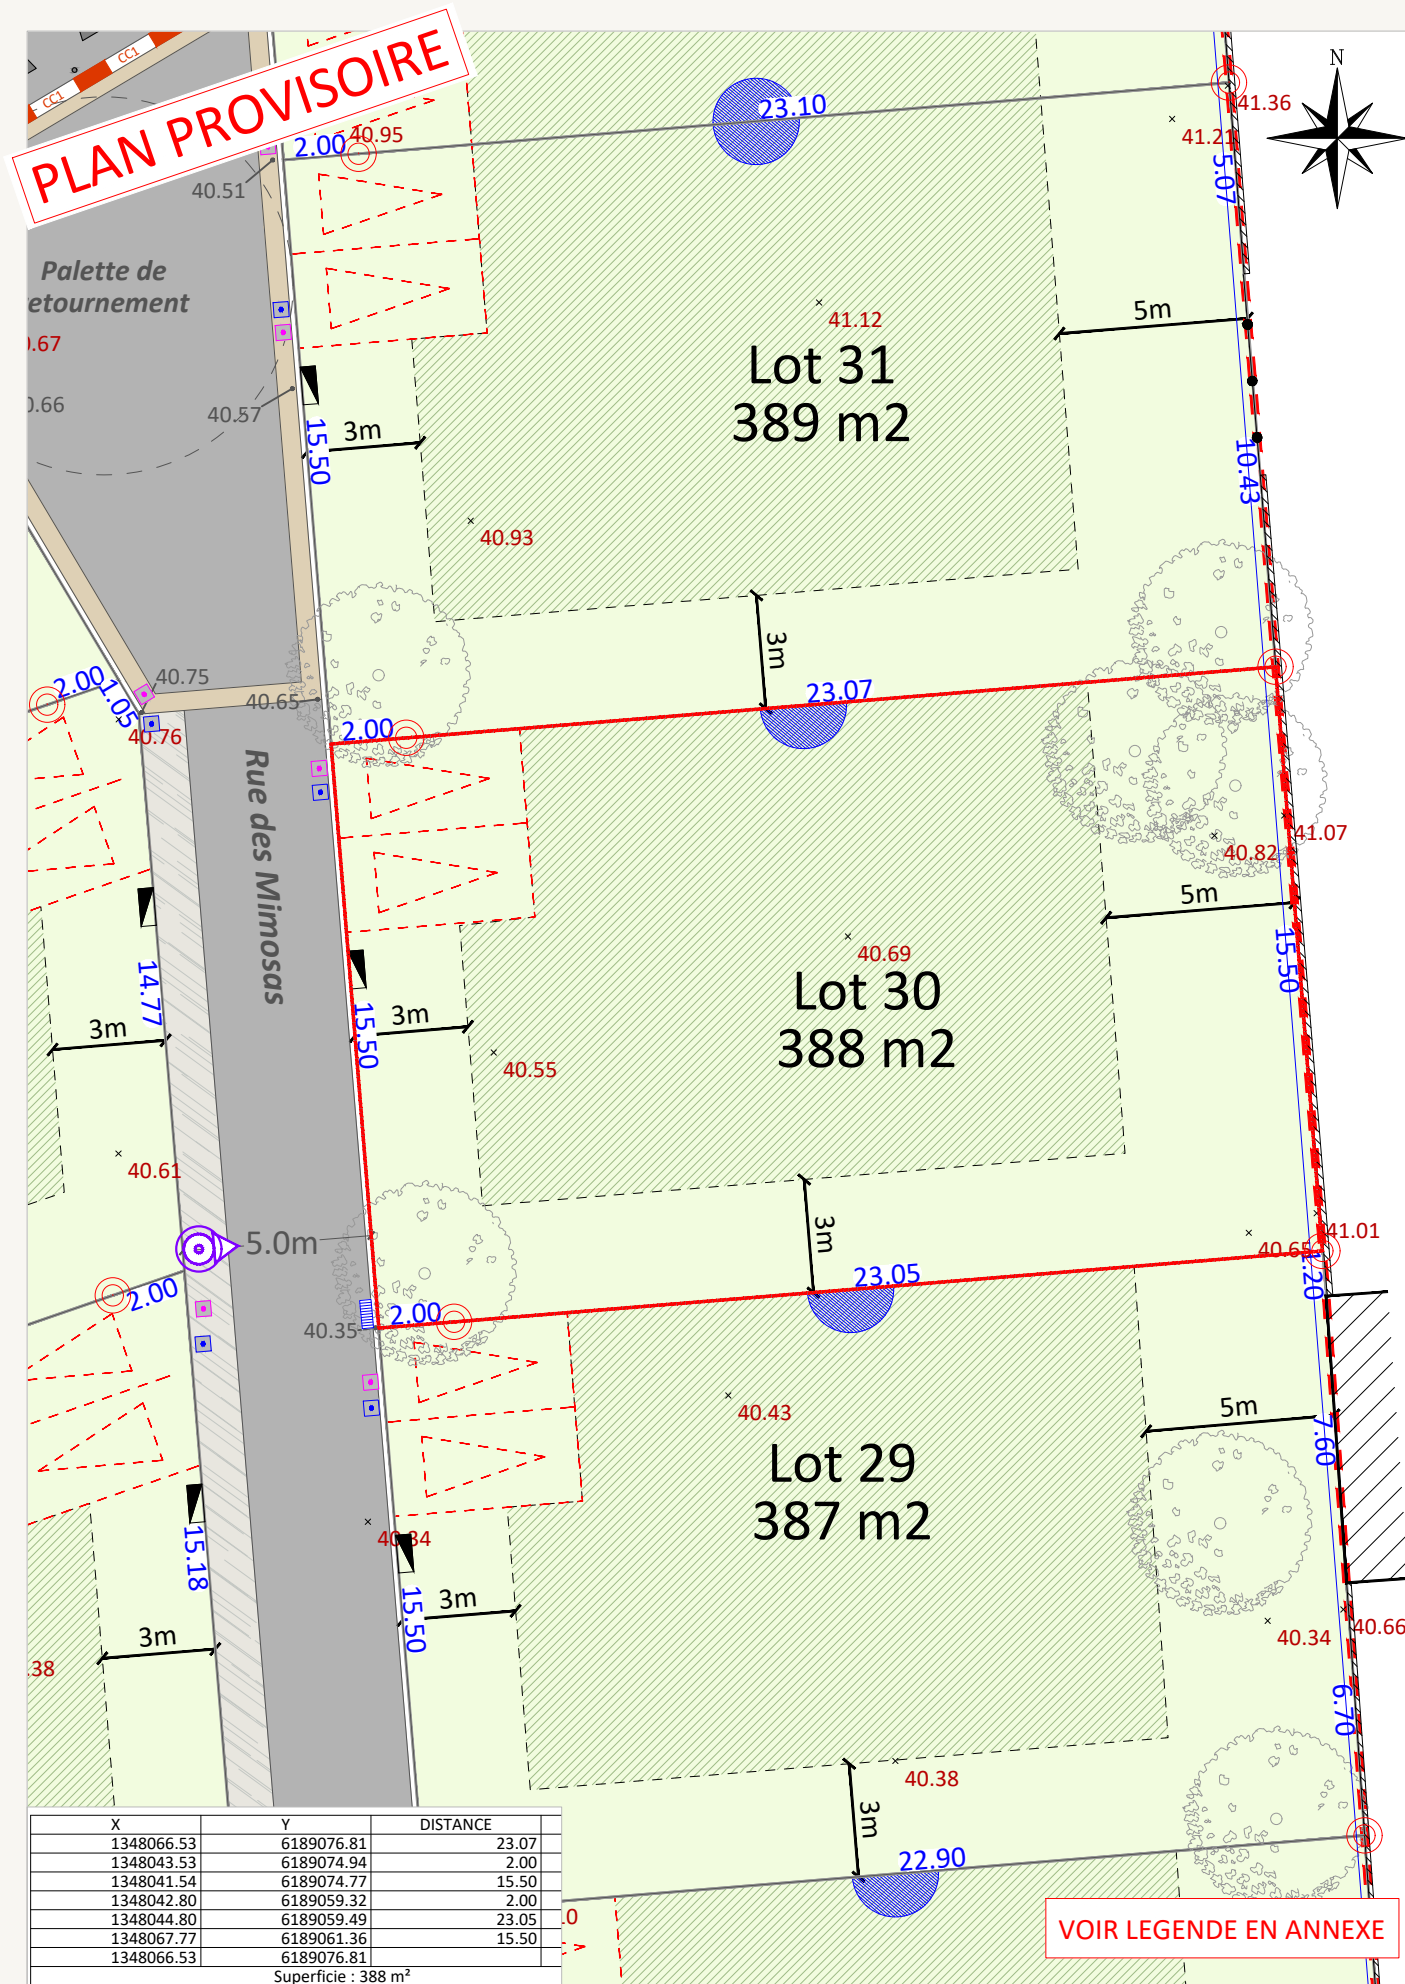 PLAN PROVISOIRE
CC1
CC1
N
2.00
40.95
23.10
41.36
41.21
5.07
40.51
Palette de
etournement
41.12
5m
Lot 31
389 m2
40.57
15.50
3m
10.43
40.93
3m
2.00
1.05
40.75
40.65
40.76
23.07
2.00
Rue des Mimosas
41.07
40.82
5m
14.77
40.69
15.50
Lot 30
388 m2
3m
15.50
3m
40.55
40.61
3m
5.0m
41.01
40.65
1.20
2.00
23.05
2.00
40.35
40.43
5m
7.60
Lot 29
387 m2
40.34
15.18
15.50
3m
3m
40.34
40.66
.38
6.70
40.38
3m
22.90
X Y DISTANCE
1348066.53 6189076.81 23.07
1348043.53 6189074.94 2.00
1348041.54 6189074.77 15.50
1348042.80 6189059.32 2.00
1348044.80 6189059.49 23.05
1348067.77 6189061.36 15.50
1348066.53 6189076.81
Superficie : 388 m²
VOIR LEGENDE EN ANNEXE